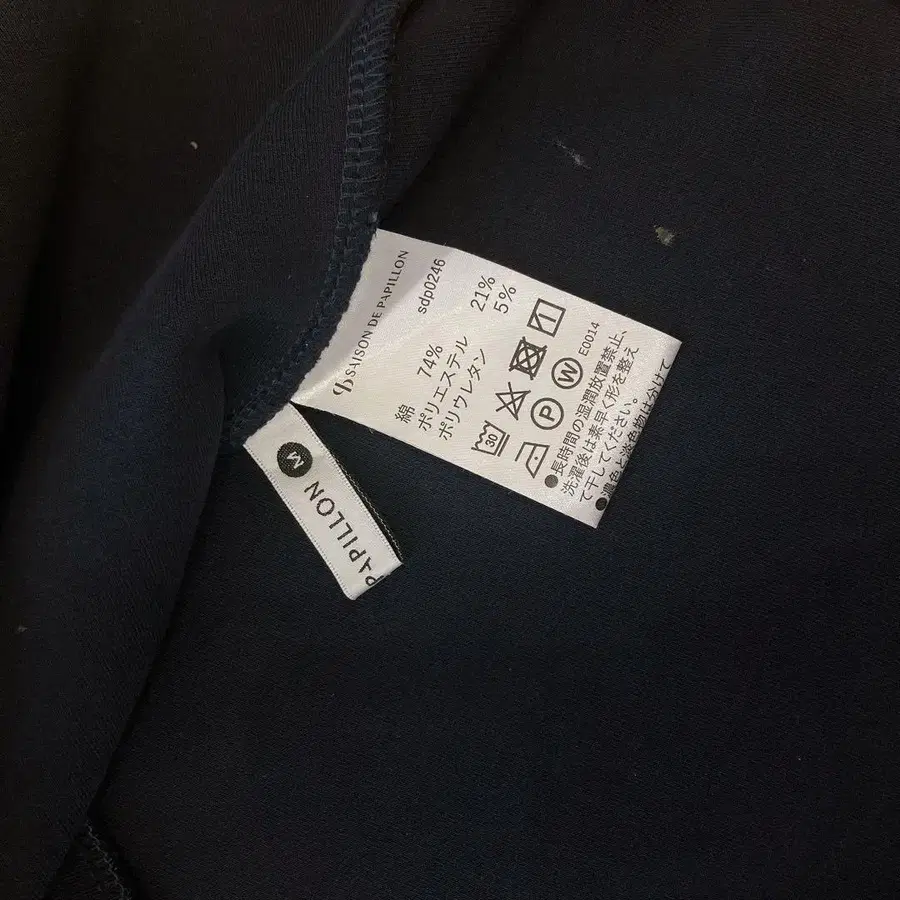 SAISON DE PAPILLON
sdp0246
綿 74%
ポリエステル 21%
ポリウレタン 5%
30
P
W
E0014
●長時間の湿潤放置禁止、
洗濯後は素早く形を整え
て干してください。
●濃色と淡色物は分けて
M
PAPILLON